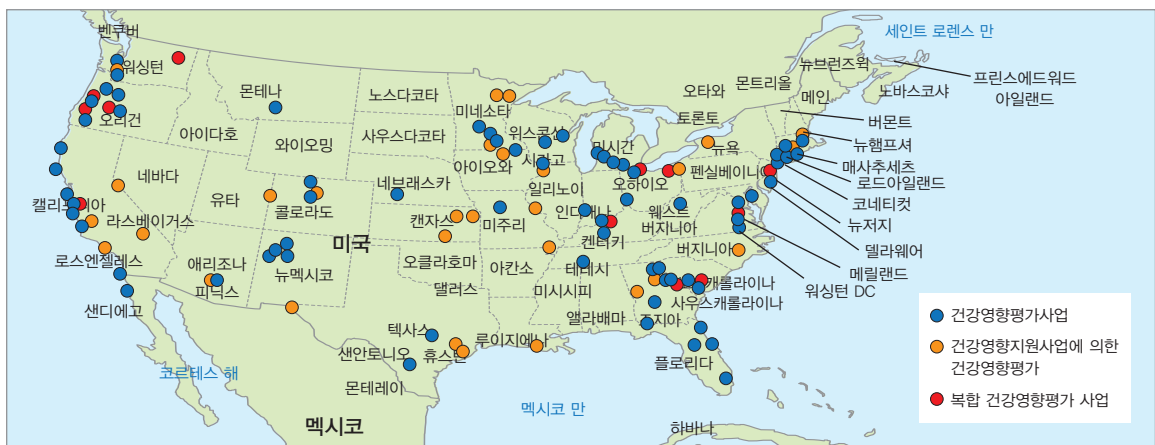 벤쿠버
세인트 로렌스 만
워싱턴
몬테나
노스다코타
미네소타
오타와
몬트리올
뉴브런즈윅
프린스에드워드
아일랜드
메인
노바스코샤
오리건
아이다호
와이오밍
사우스다코타
위스콘신
미시간
토론토
버몬트
뉴욕
뉴햄프셔
네바다
유타
네브래스카
아이오와
시카고
일리노이
오하이오
펜실베이니아
매사추세츠
로드아일랜드
코네티컷
캘리포니아
라스베이거스
콜로라도
캔자스
미주리
인디애나
웨스트
버지니아
뉴저지
미국
켄터키
버지니아
델라웨어
로스엔젤레스
애리조나
뉴멕시코
오클라호마
아칸소
테네시
메릴랜드
피닉스
댈러스
미시시피
캐롤라이나
워싱턴 DC
샌디에고
앨라배마
조지아
사우스캐롤라이나
텍사스
루이지애나
샌안토니오
휴스턴
플로리다
코르테스 해
몬테레이
멕시코 만
멕시코
하바나
건강영향평가사업
건강영향지원사업에 의한
건강영향평가
복합 건강영향평가 사업